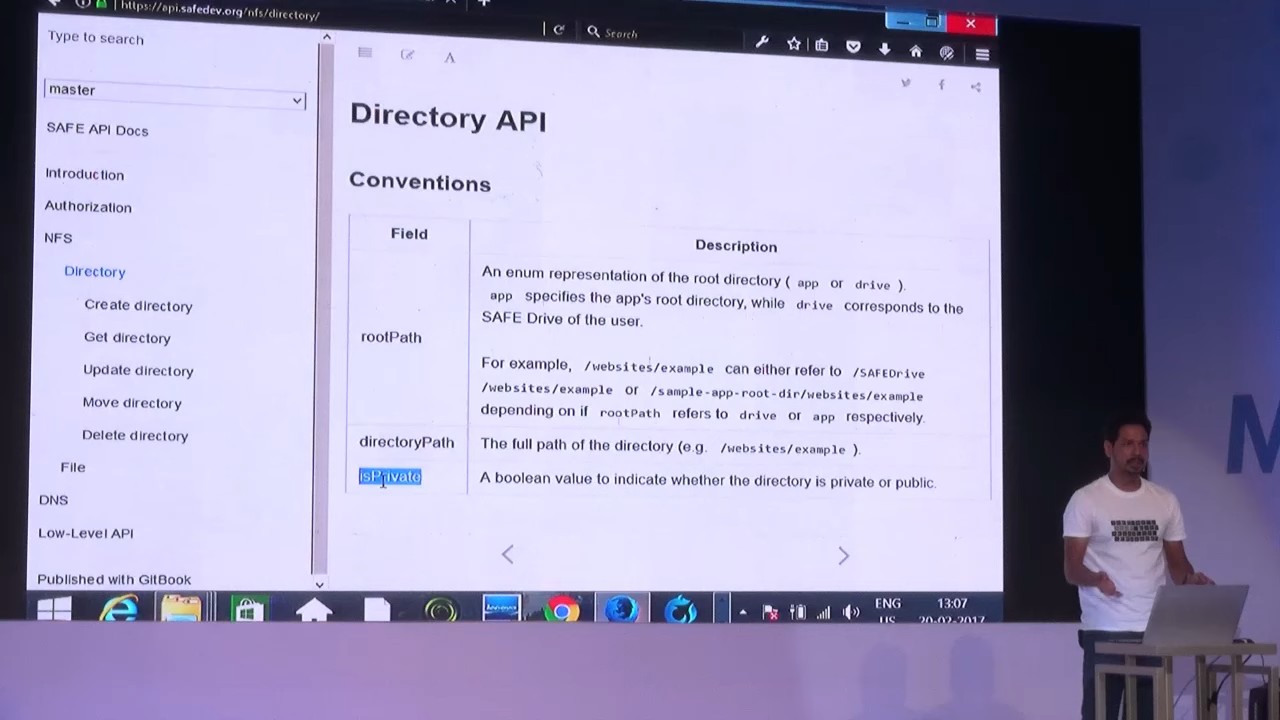 https://api.safedev.org/nfs/directory/
Search
Type to search
master
SAFE API Docs
Introduction
Authorization
NFS
Directory
Create directory
Get directory
Update directory
Move directory
Delete directory
File
DNS
Low-Level API
Published with GitBook
A
Directory API
Conventions
Field
Description
rootPath
An enum representation of the root directory ( app or drive ).
app specifies the app's root directory, while drive corresponds to the
SAFE Drive of the user.
For example, /websites/example can either refer to /SAFEDrive
/websites/example or /sample-app-root-dir/websites/example
depending on if rootPath refers to drive or app respectively.
directoryPath
The full path of the directory (e.g. /websites/example ).
isPrivate
A boolean value to indicate whether the directory is private or public.
ENG
US
13:07
20-02-2017
M